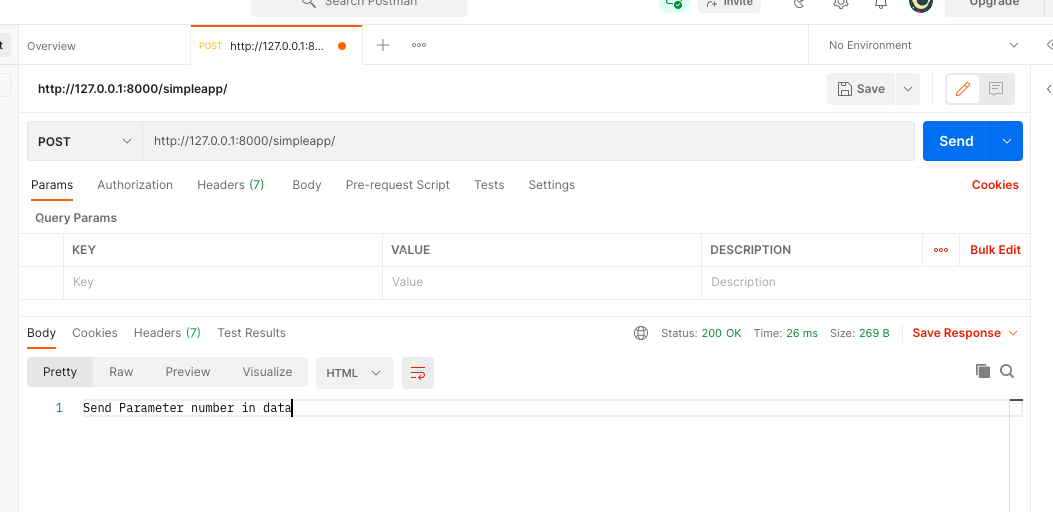 Search Postman
Invite
Upgrade
Overview
POST http://127.0.0.1:8...
No Environment
http://127.0.0.1:8000/simpleapp/
Save
POST
http://127.0.0.1:8000/simpleapp/
Send
Params Authorization Headers (7) Body Pre-request Script Tests Settings Cookies
Query Params
KEY VALUE DESCRIPTION Bulk Edit
Key Value Description
Body Cookies Headers (7) Test Results Status: 200 OK Time: 26 ms Size: 269 B Save Response
Pretty Raw Preview Visualize HTML
1 Send Parameter number in data